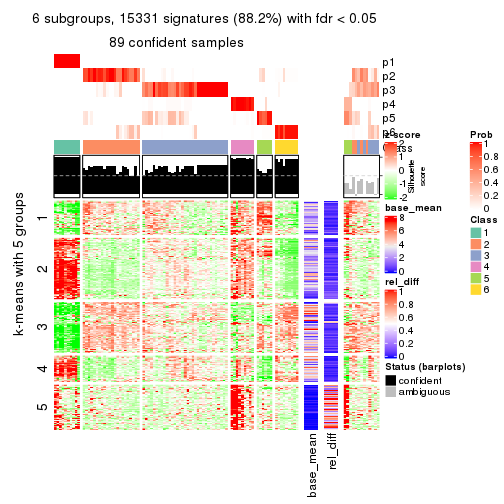 6 subgroups, 15331 signatures (88.2%) with fdr < 0.05
89 confident samples
p1
p2
p3
p4
p5
p6
Class
Silhouette
score
k-means with 5 groups
1
2
3
4
5
base_mean
rel_diff
z-score
2
1
0
-1
-2
base_mean
8
6
4
2
0
rel_diff
1
0.8
0.6
0.4
0.2
0
Status (barplots)
confident
ambiguous
Prob
1
0.8
0.6
0.4
0.2
0
Class
1
2
3
4
5
6